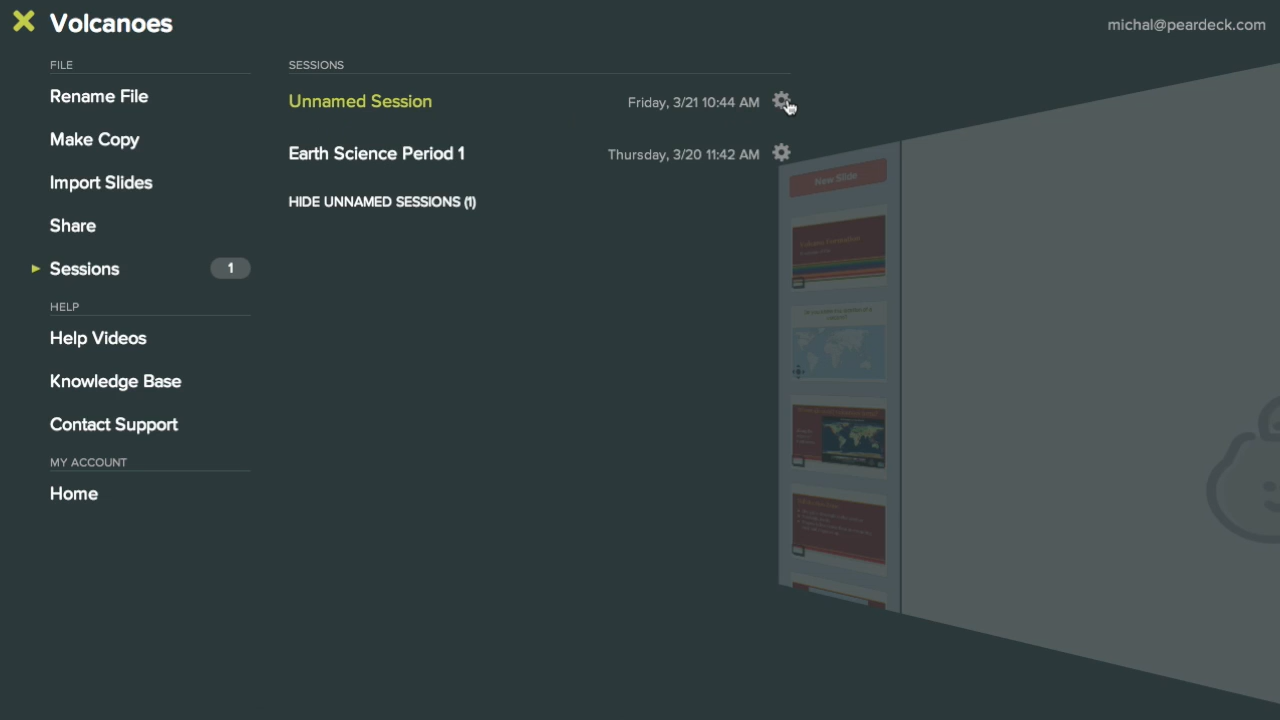 Volcanoes
michal@peardeck.com
FILE
Rename File
Make Copy
Import Slides
Share
Sessions 1
HELP
Help Videos
Knowledge Base
Contact Support
MY ACCOUNT
Home
SESSIONS
Unnamed Session Friday, 3/21 10:44 AM
Earth Science Period 1 Thursday, 3/20 11:42 AM
HIDE UNNAMED SESSIONS (1)
New Slide